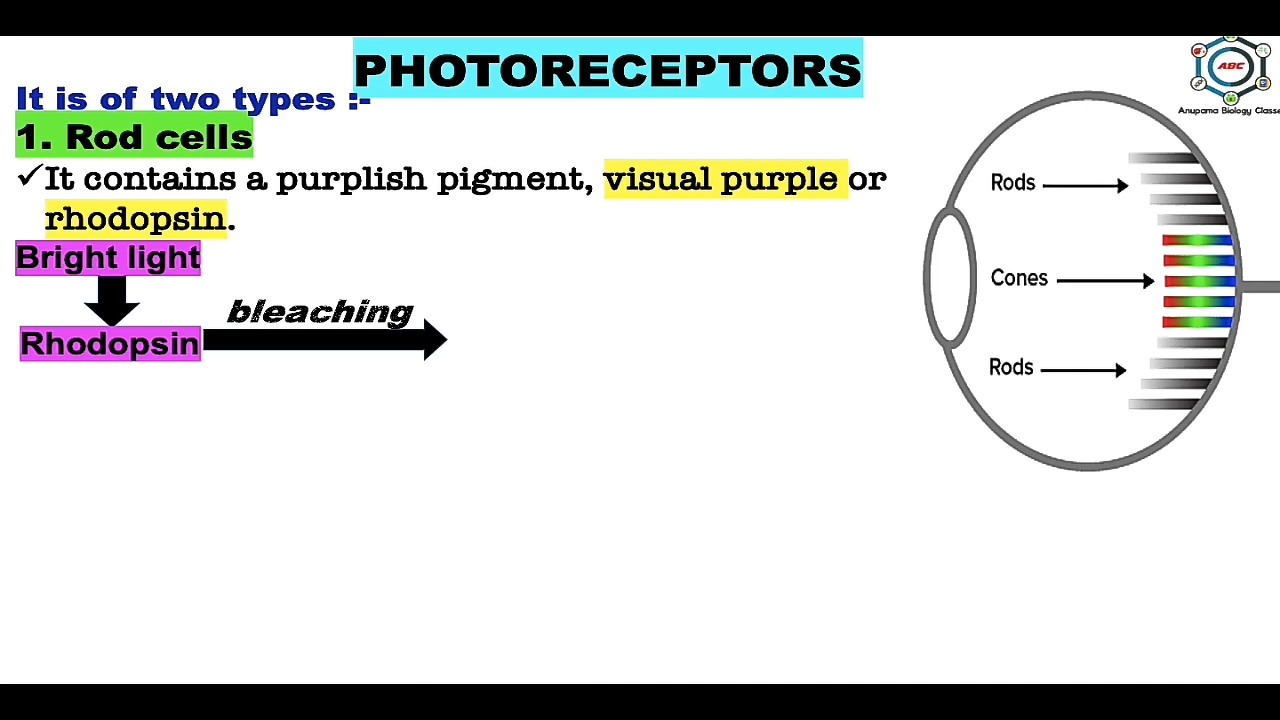 PHOTORECEPTORS
It is of two types :-
1. Rod cells
✓It contains a purplish pigment, visual purple or
rhodopsin.
Bright light
bleaching
Rhodopsin
Rods
Cones
Rods
ABC
Anupama Biology Classe